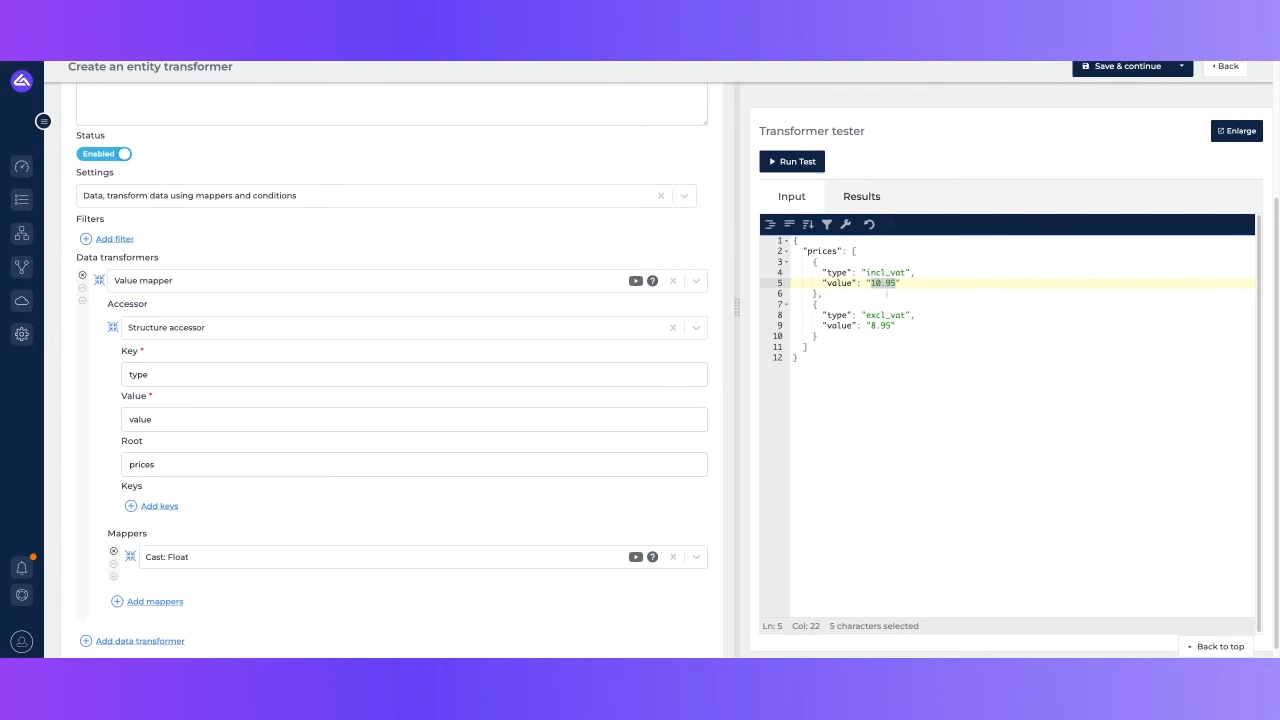 Create an entity transformer
Save & continue
Back
Status
Enabled
Settings
Data, transform data using mappers and conditions
Filters
Add filter
Data transformers
Value mapper
Accessor
Structure accessor
Key *
type
Value *
value
Root
prices
Keys
Add keys
Mappers
Cast: Float
Add mappers
Add data transformer
Transformer tester
Enlarge
Run Test
Input
Results
1 {
2 "prices": [
3 {
4 "type": "incl_vat",
5 "value": "10.95"
6 },
7 {
8 "type": "excl_vat",
9 "value": "8.95"
10 }
11 ]
12 }
Ln: 5 Col: 22 5 characters selected
Back to top